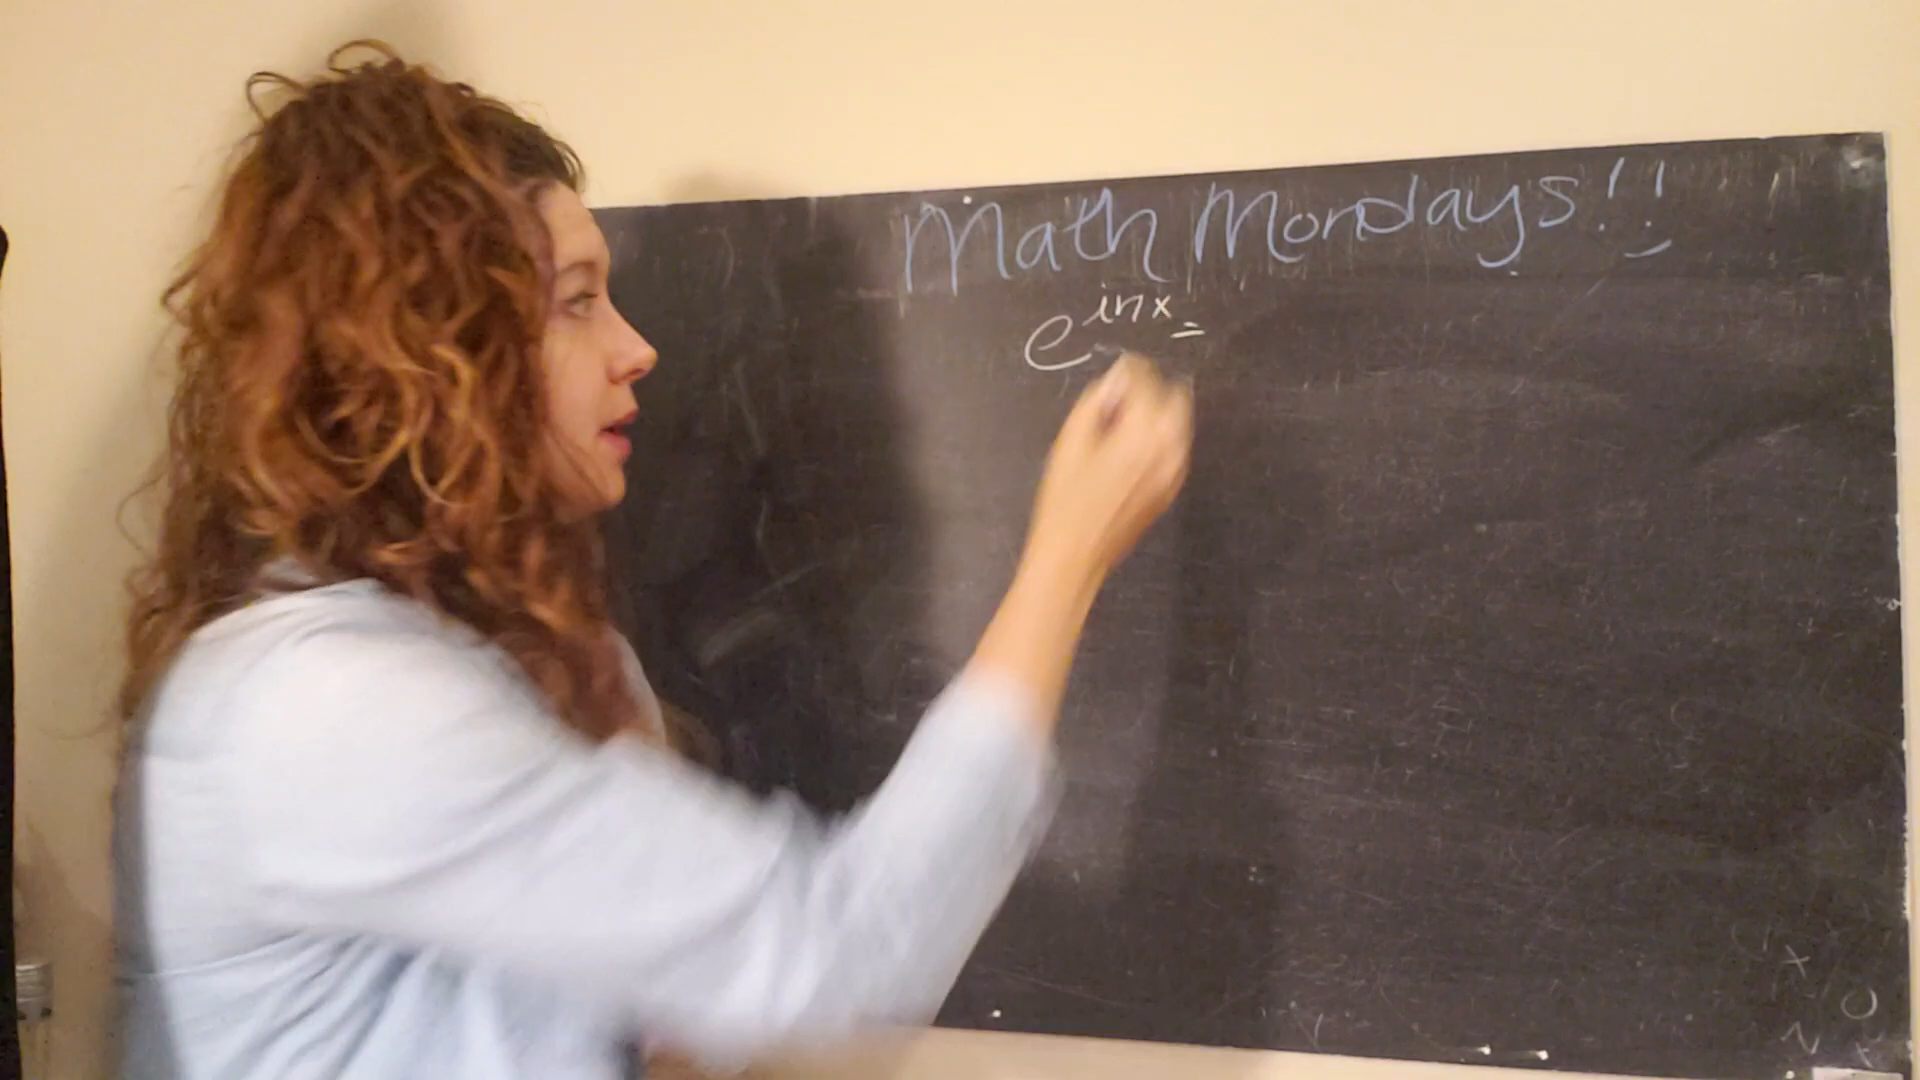 Math Mondays!!
e^{inx} =
x
O
N x